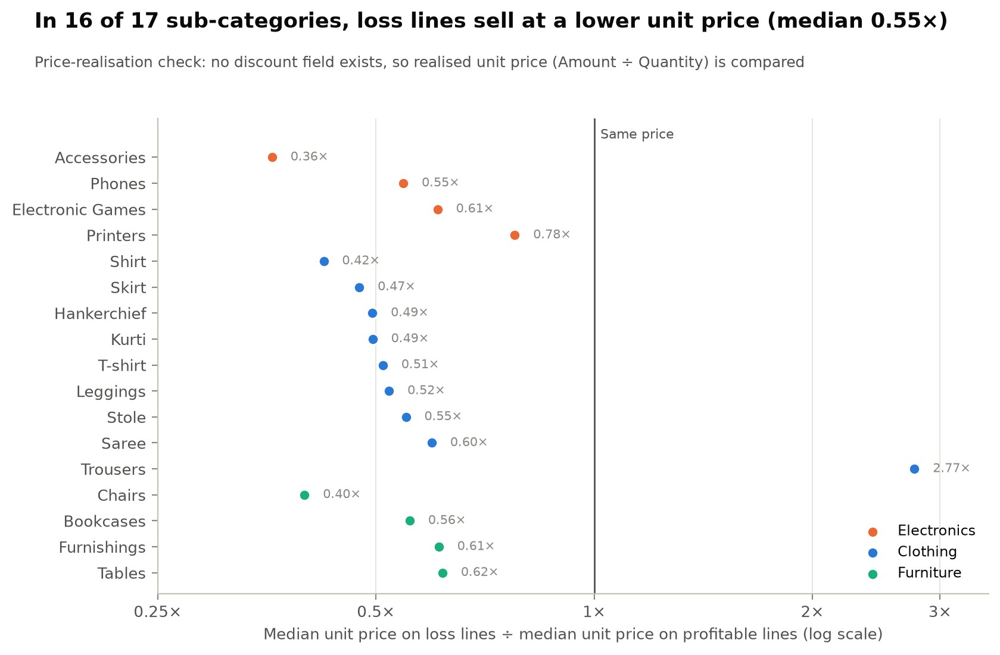 In 16 of 17 sub-categories, loss lines sell at a lower unit price (median 0.55×)
Price-realisation check: no discount field exists, so realised unit price (Amount ÷ Quantity) is compared
Same price
Accessories 0.36×
Phones 0.55×
Electronic Games 0.61×
Printers 0.78×
Shirt 0.42×
Skirt 0.47×
Hankerchief 0.49×
Kurti 0.49×
T-shirt 0.51×
Leggings 0.52×
Stole 0.55×
Saree 0.60×
Trousers 2.77×
Chairs 0.40×
Bookcases 0.56×
Furnishings 0.61×
Tables 0.62×
Electronics
Clothing
Furniture
0.25× 0.5× 1× 2× 3×
Median unit price on loss lines ÷ median unit price on profitable lines (log scale)